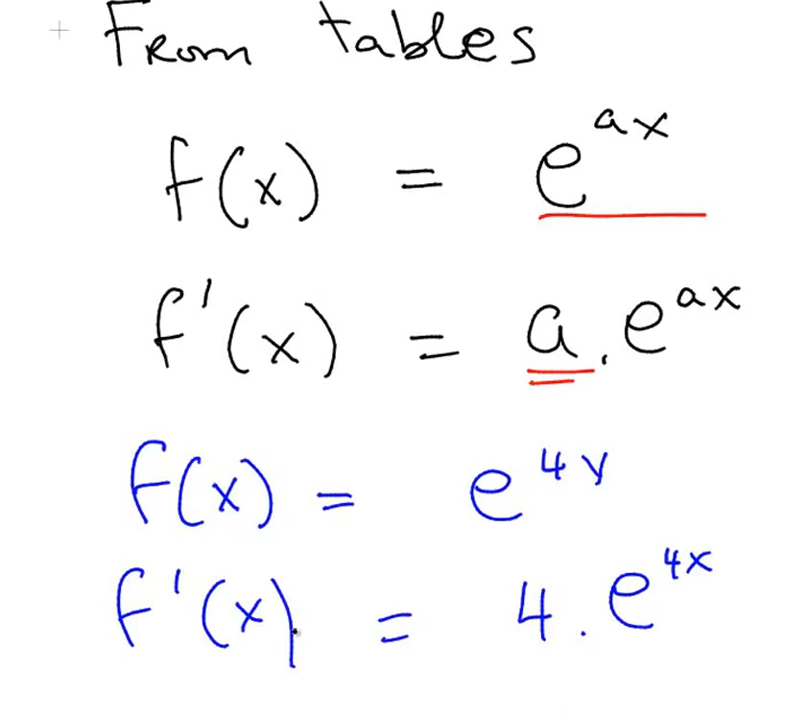 From tables
f(x) = e^{ax}
f'(x) = a . e^{ax}
f(x) = e^{4y}
f'(x) = 4 . e^{4x}